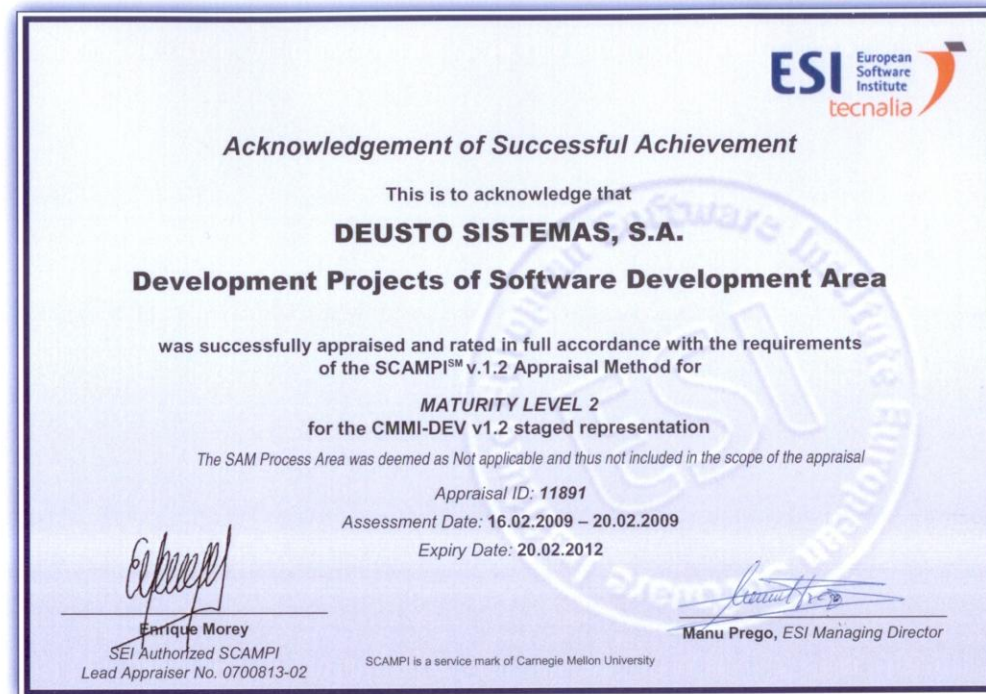 ESI European
Software
Institute
tecnalia
Acknowledgement of Successful Achievement
This is to acknowledge that
DEUSTO SISTEMAS, S.A.
Development Projects of Software Development Area
was successfully appraised and rated in full accordance with the requirements
of the SCAMPI℠ v.1.2 Appraisal Method for
MATURITY LEVEL 2
for the CMMI-DEV v1.2 staged representation
The SAM Process Area was deemed as Not applicable and thus not included in the scope of the appraisal
Appraisal ID: 11891
Assessment Date: 16.02.2009 – 20.02.2009
Expiry Date: 20.02.2012
Enrique Morey
SEI Authorized SCAMPI
Lead Appraiser No. 0700813-02
SCAMPI is a service mark of Carnegie Mellon University
Manu Prego, ESI Managing Director